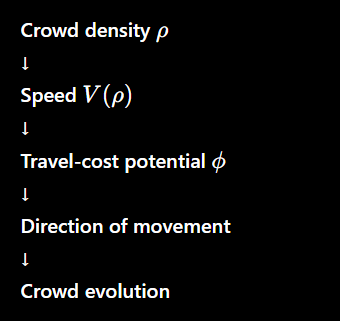 Crowd density ρ
↓
Speed V(ρ)
↓
Travel-cost potential ϕ
↓
Direction of movement
↓
Crowd evolution